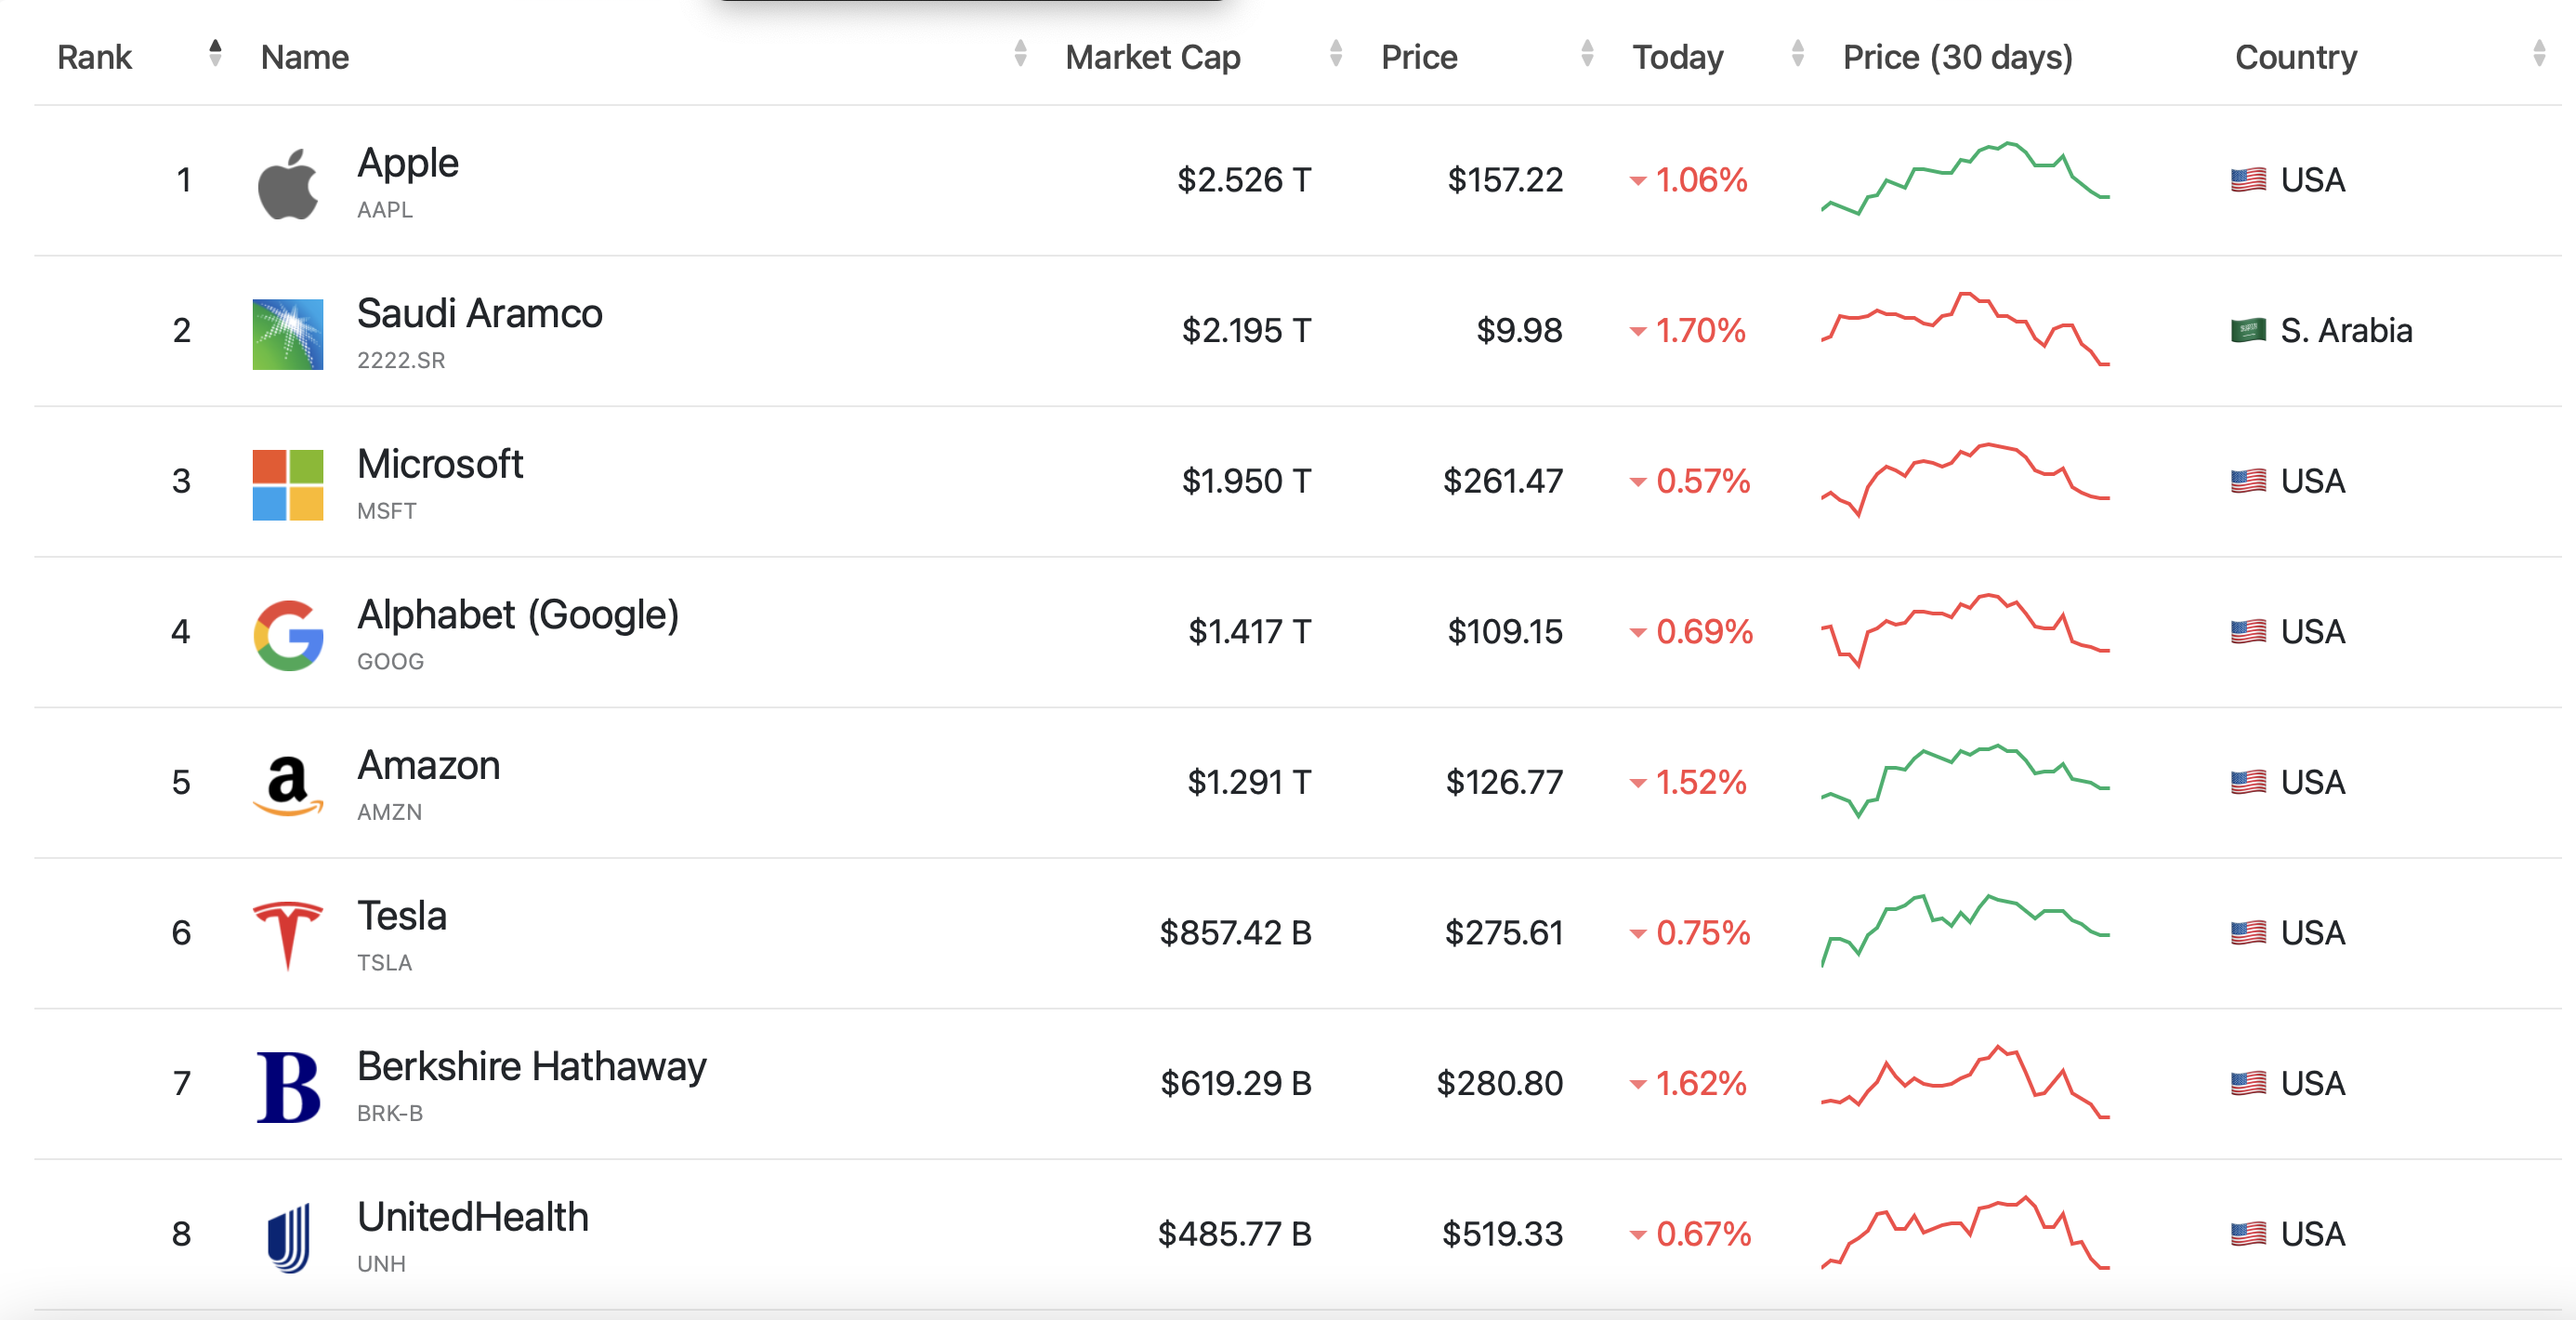 Rank Name Market Cap Price Today Price (30 days) Country
1 Apple $2.526 T $157.22 1.06% USA
AAPL
2 Saudi Aramco $2.195 T $9.98 1.70% S. Arabia
2222.SR
3 Microsoft $1.950 T $261.47 0.57% USA
MSFT
4 Alphabet (Google) $1.417 T $109.15 0.69% USA
GOOG
5 Amazon $1.291 T $126.77 1.52% USA
AMZN
6 Tesla $857.42 B $275.61 0.75% USA
TSLA
7 Berkshire Hathaway $619.29 B $280.80 1.62% USA
BRK-B
8 UnitedHealth $485.77 B $519.33 0.67% USA
UNH